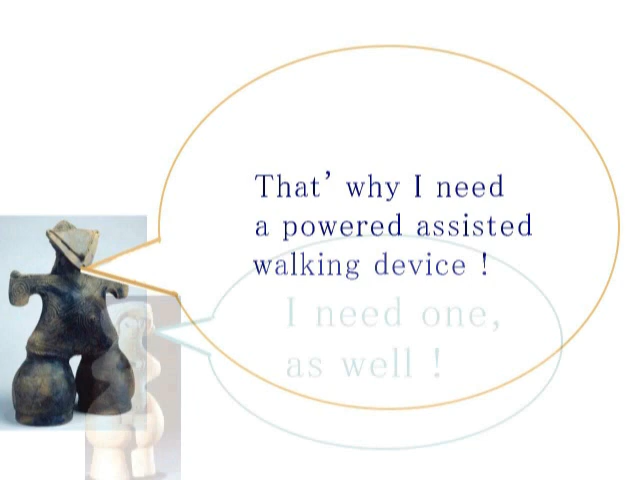 That’ why I need
a powered assisted
walking device !
I need one,
as well !